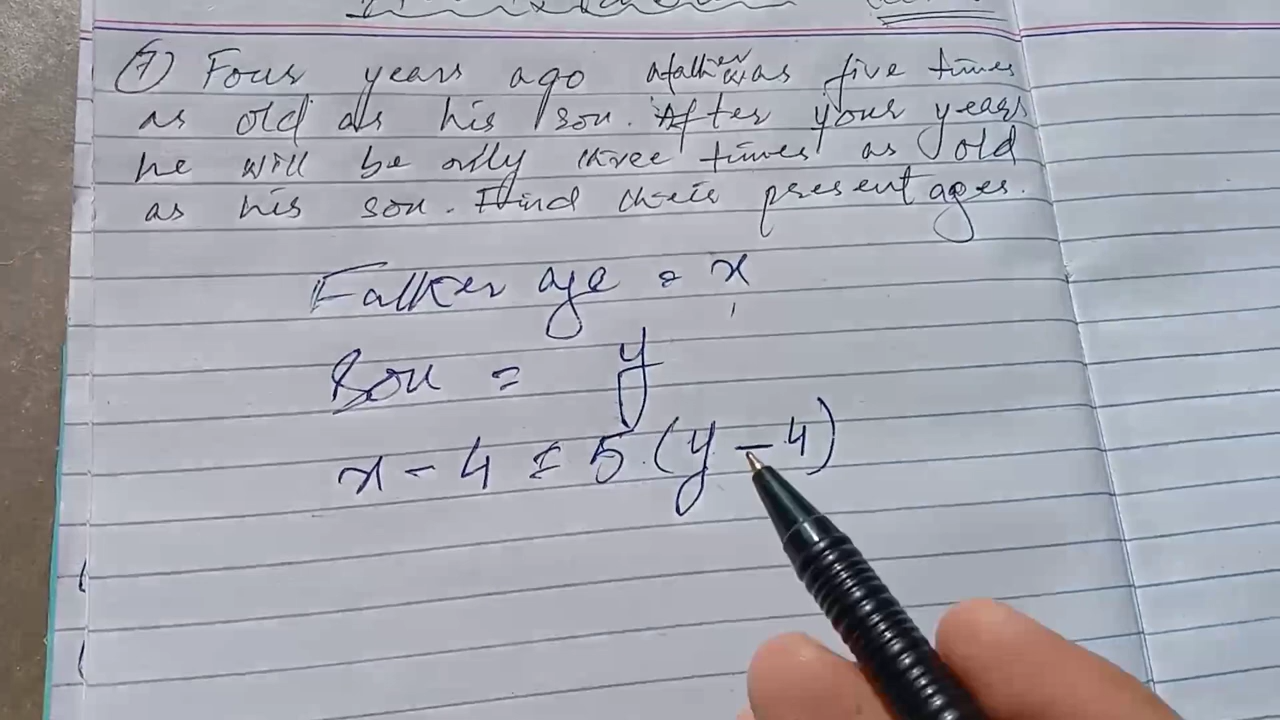 ⑦ Four years ago a father was five times
as old as his son. After four years
he will be only three times as old
as his son. Find their present ages.
Father age = x
Son = y
x - 4 = 5 (y - 4)